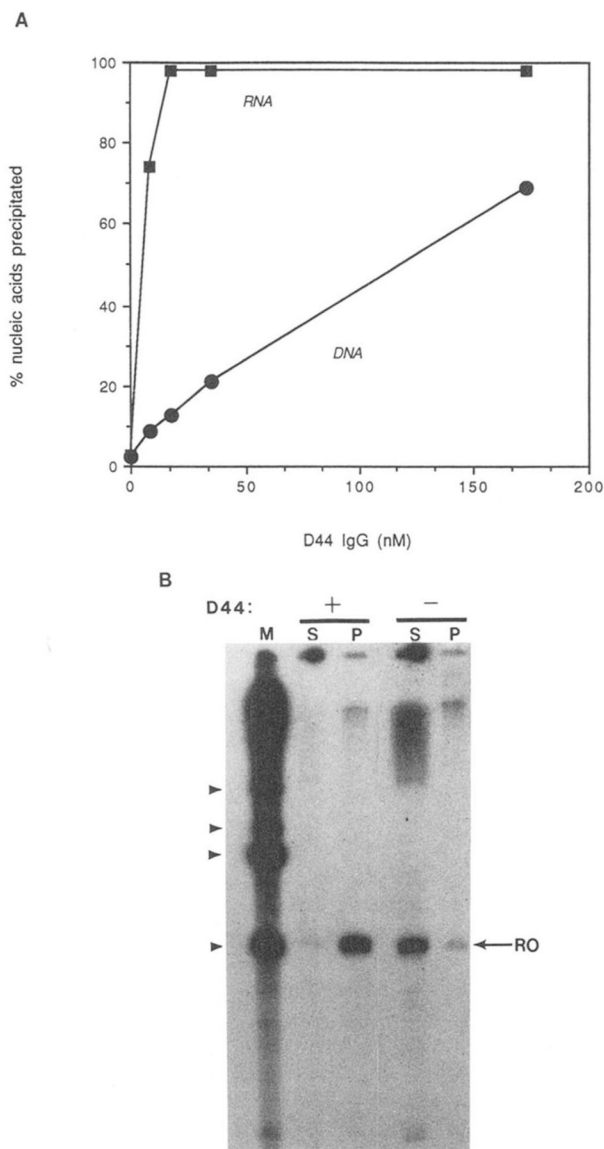 A
100
80
60
40
20
0
% nucleic acids precipitated
RNA
DNA
0 50 100 150 200
D44 IgG (nM)
B
D44: + −
M S P S P
RO